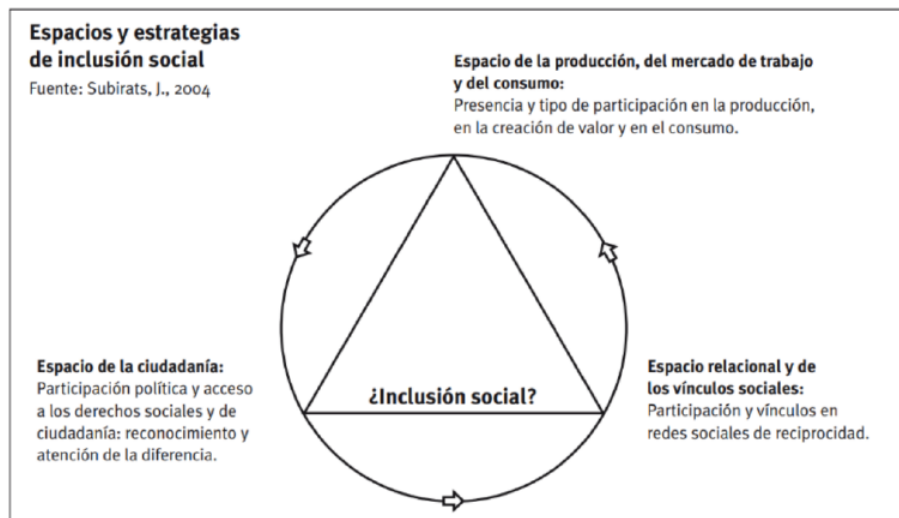 Espacios y estrategias
de inclusión social
Fuente: Subirats, J., 2004
Espacio de la producción, del mercado de trabajo
y del consumo:
Presencia y tipo de participación en la producción,
en la creación de valor y en el consumo.
Espacio de la ciudadanía:
Participación política y acceso
a los derechos sociales y de
ciudadanía: reconocimiento y
atención de la diferencia.
¿Inclusión social?
Espacio relacional y de
los vínculos sociales:
Participación y vínculos en
redes sociales de reciprocidad.